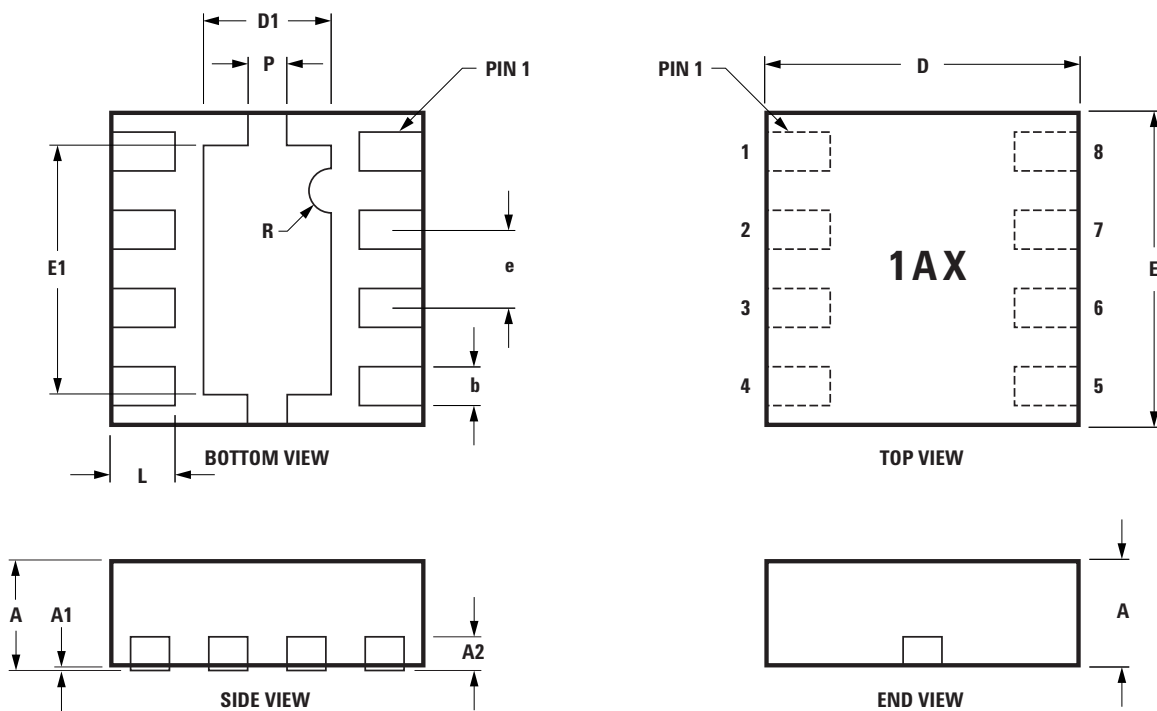 D1
P
PIN 1
PIN 1
D
1
8
R
2
7
E1
e
1AX
E
3
6
b
4
5
L
BOTTOM VIEW
TOP VIEW
A
A1
A2
A
SIDE VIEW
END VIEW